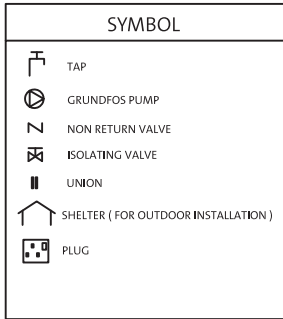 SYMBOL
TAP
GRUNDFOS PUMP
NON RETURN VALVE
ISOLATING VALVE
UNION
SHELTER ( FOR OUTDOOR INSTALLATION )
PLUG